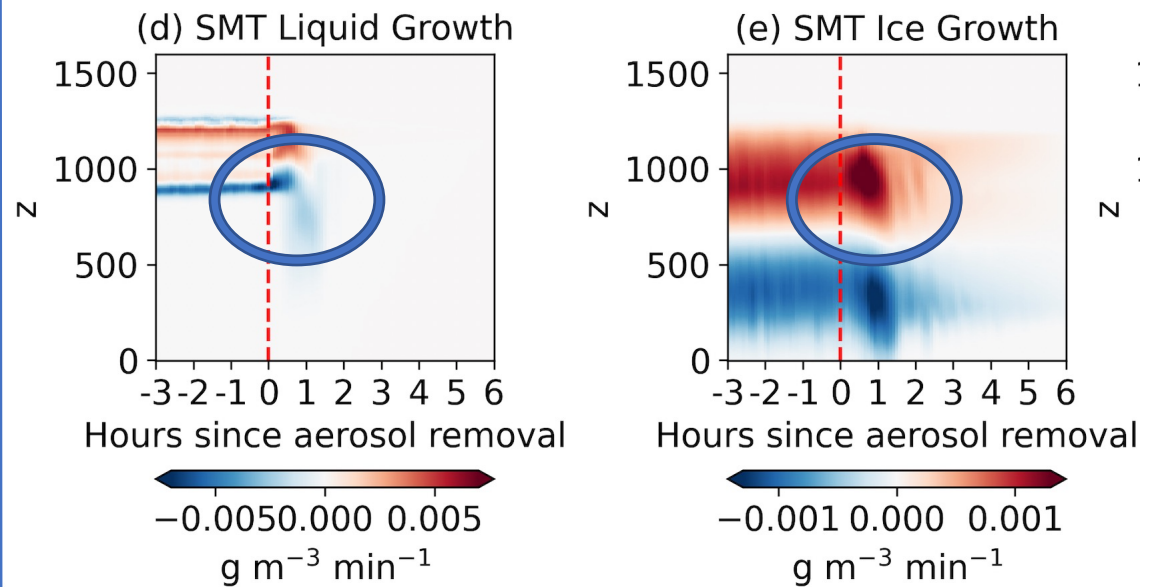 (d) SMT Liquid Growth
1500
1000
500
0
z
-3 -2 -1 0 1 2 3 4 5 6
Hours since aerosol removal
−0.005 0.000 0.005
g m⁻³ min⁻¹
(e) SMT Ice Growth
1500
1000
500
0
z
-3 -2 -1 0 1 2 3 4 5 6
Hours since aerosol removal
−0.001 0.000 0.001
g m⁻³ min⁻¹
z